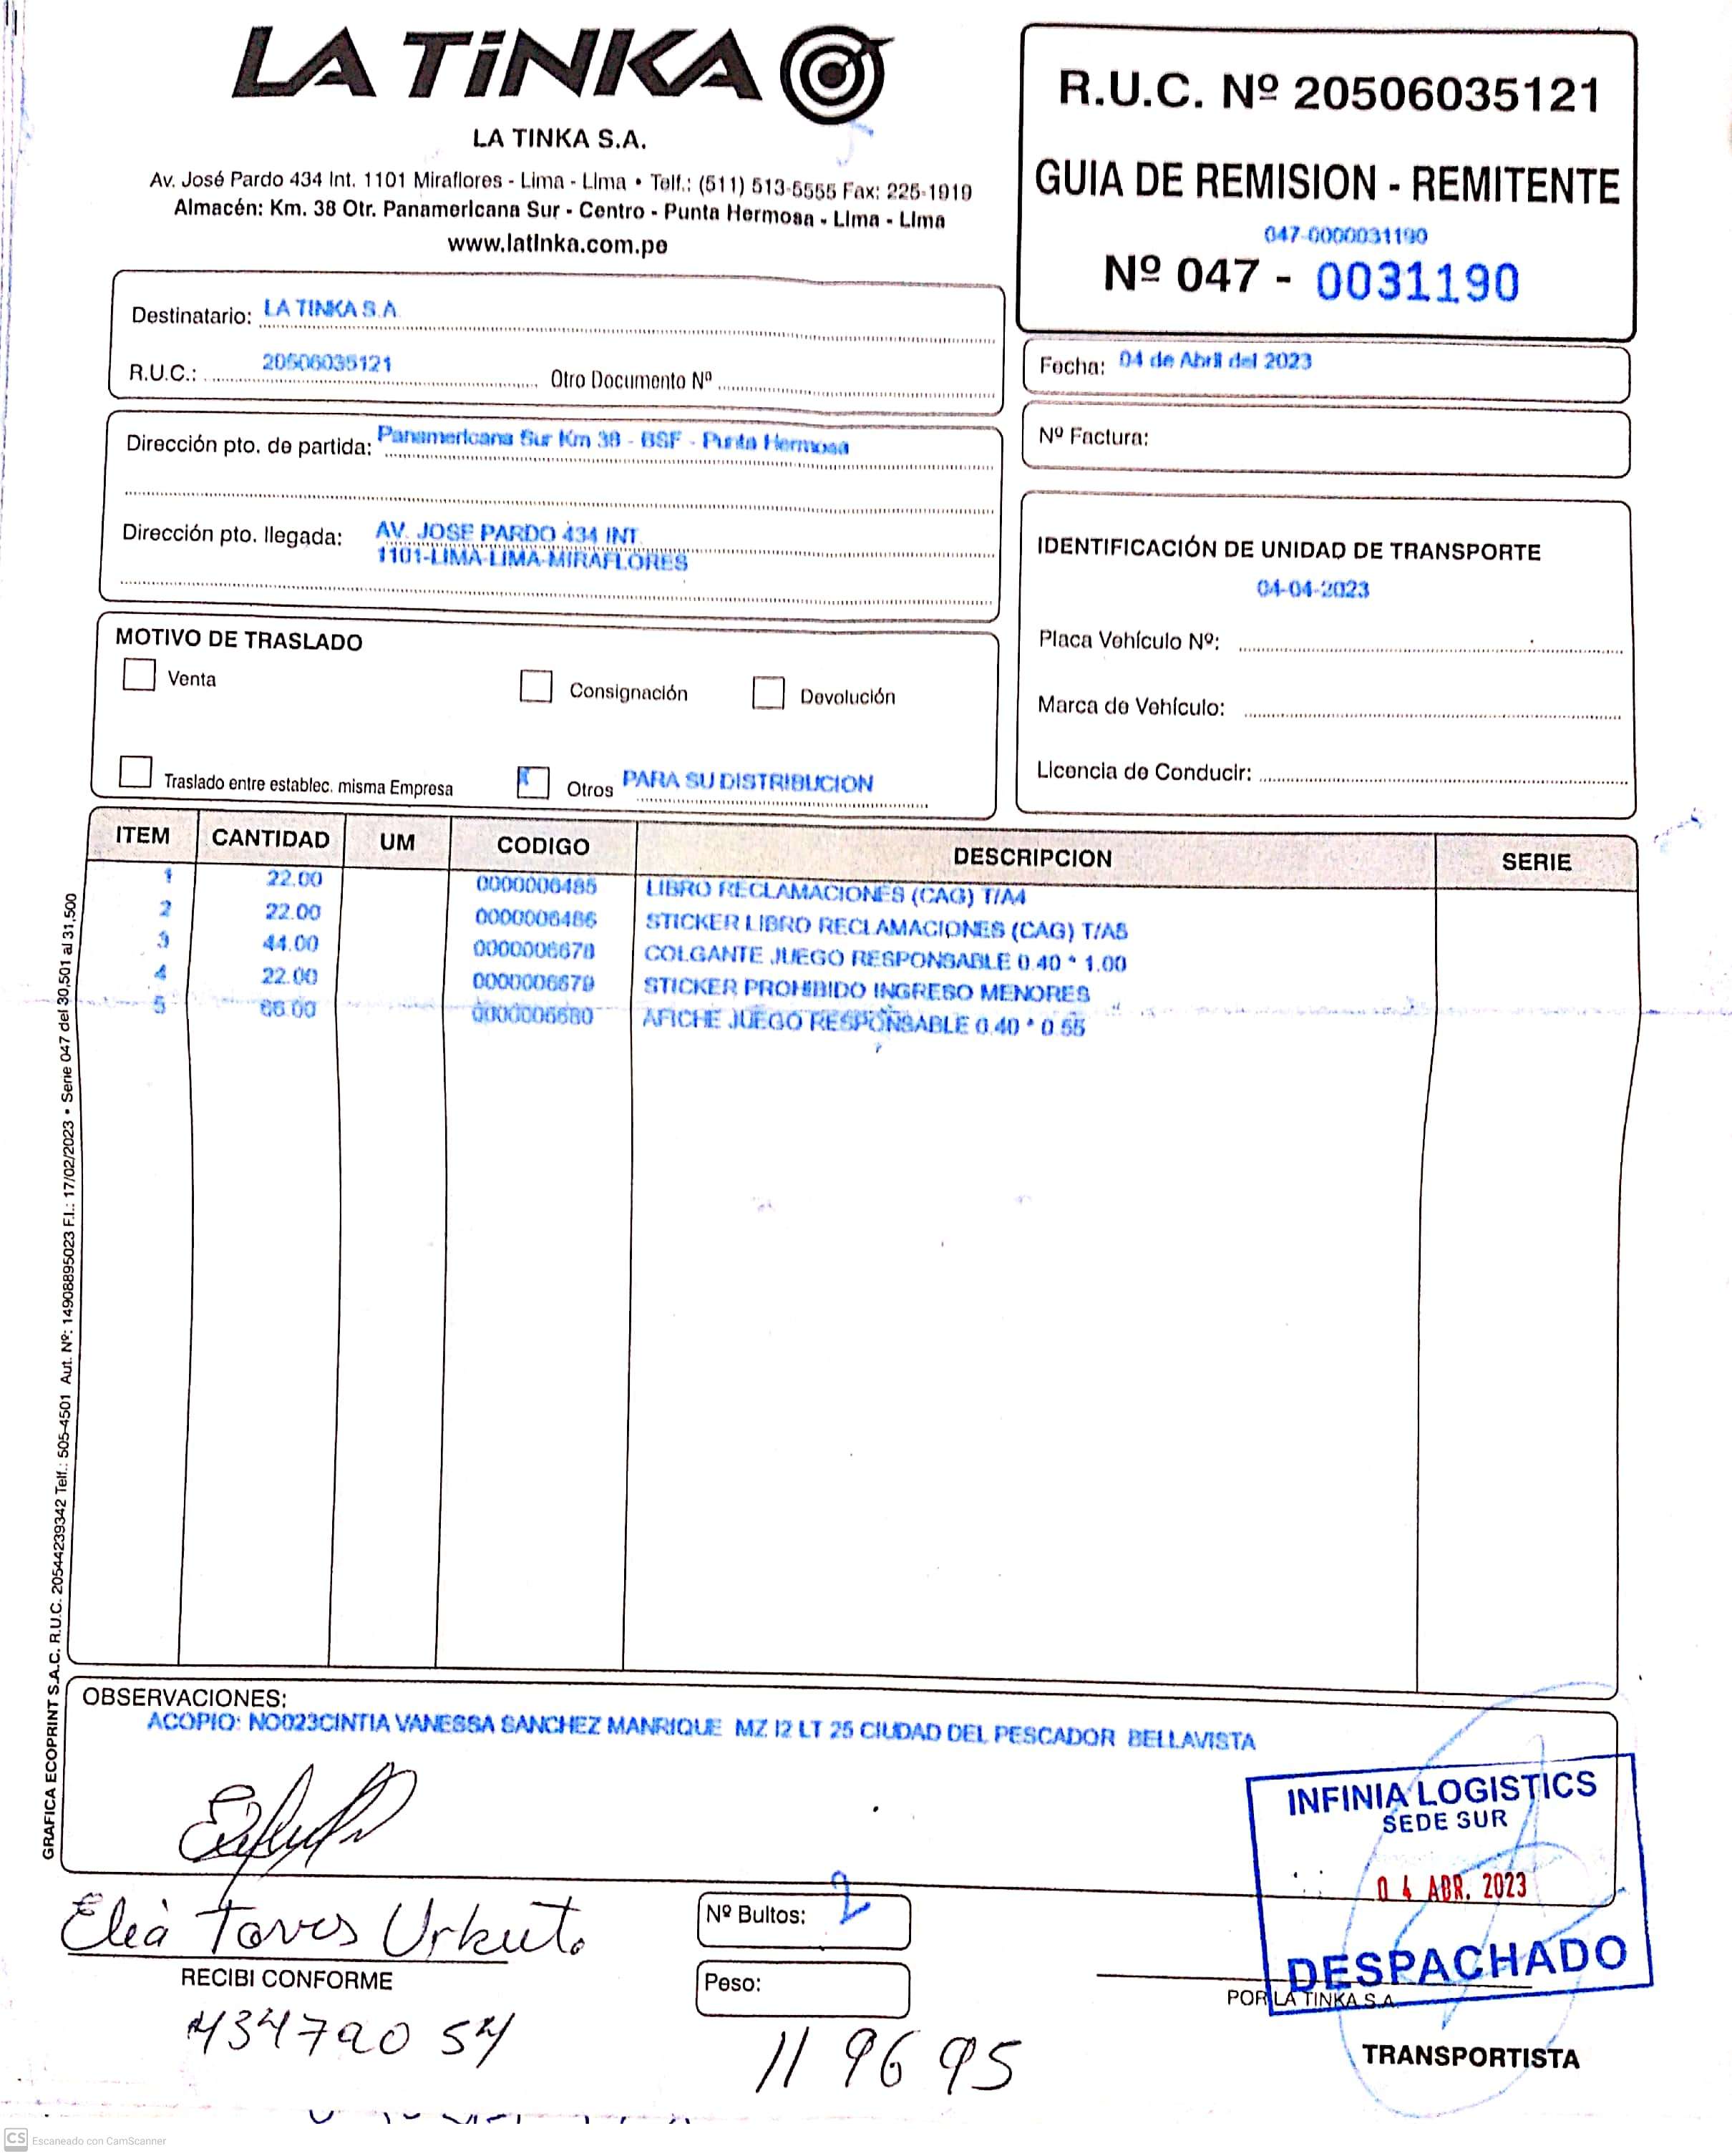 LA TiNKA
LA TINKA S.A.
Av. José Pardo 434 Int. 1101 Miraflores - Lima - Lima • Telf.: (511) 513-5555 Fax: 225-1919
Almacén: Km. 38 Otr. Panamericana Sur - Centro - Punta Hermosa - Lima - Lima
www.latinka.com.pe
R.U.C. Nº 20506035121
GUIA DE REMISION - REMITENTE
047-0000031190
Nº 047 - 0031190
Destinatario: LA TINKA S.A.
R.U.C.: 20506035121 Otro Documento Nº
Fecha: 04 de Abril del 2023
Nº Factura:
Dirección pto. de partida: Panamericana Sur Km 38 - BSF - Punta Hermosa
Dirección pto. llegada: AV. JOSE PARDO 434 INT.
1101-LIMA-LIMA-MIRAFLORES
IDENTIFICACIÓN DE UNIDAD DE TRANSPORTE
04-04-2023
Placa Vehículo Nº:
Marca de Vehículo:
Licencia de Conducir:
MOTIVO DE TRASLADO
Venta Consignación Devolución
Traslado entre establec. misma Empresa X Otros PARA SU DISTRIBUCION
ITEM CANTIDAD UM CODIGO DESCRIPCION SERIE
1 22.00 0000006485 LIBRO RECLAMACIONES (CAG) T/A4
2 22.00 0000006486 STICKER LIBRO RECLAMACIONES (CAG) T/A5
3 44.00 0000006678 COLGANTE JUEGO RESPONSABLE 0.40 * 1.00
4 22.00 0000006679 STICKER PROHIBIDO INGRESO MENORES
5 66.00 0000006680 AFICHE JUEGO RESPONSABLE 0.40 * 0.55
GRAFICA ECOPRINT S.A.C. R.U.C. 20544239342 Telf.: 505-4501 Aut. Nº: 14908895023 F.I.: 17/02/2023 • Serie 047 del 30,501 al 31,500
OBSERVACIONES:
ACOPIO: NO023CINTIA VANESSA SANCHEZ MANRIQUE MZ I2 LT 25 CIUDAD DEL PESCADOR BELLAVISTA
INFINIA LOGISTICS
SEDE SUR
04 ABR. 2023
DESPACHADO
RECIBI CONFORME
Nº Bultos: 2
Peso:
POR LA TINKA S.A.
TRANSPORTISTA
119695
CS Escaneado con CamScanner